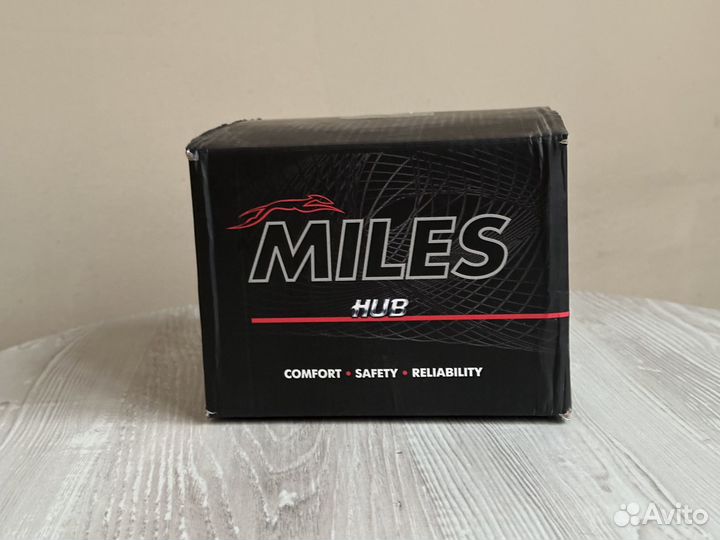 MILES
HUB
COMFORT • SAFETY • RELIABILITY
Avito